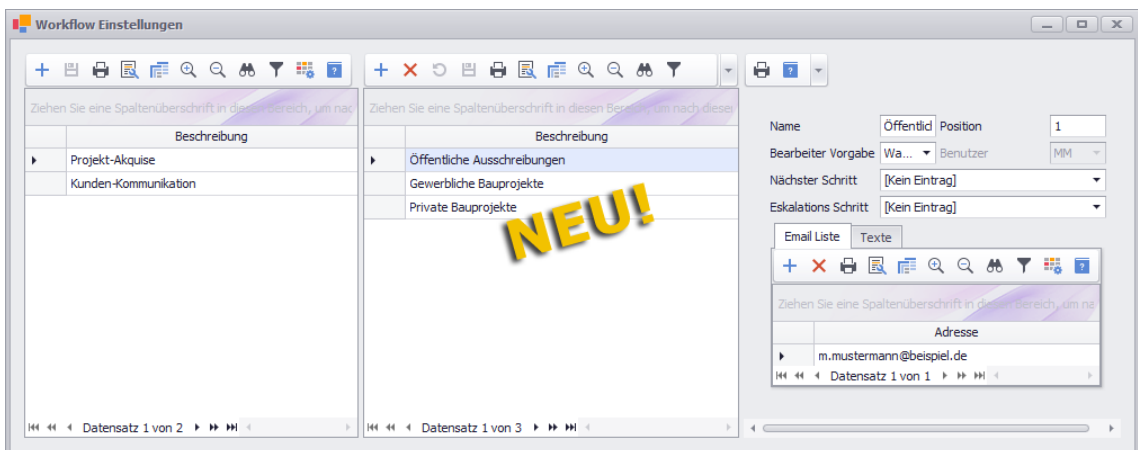 Workflow Einstellungen
Ziehen Sie eine Spaltenüberschrift in diesen Bereich, um nac
Beschreibung
Projekt-Akquise
Kunden-Kommunikation
Datensatz 1 von 2
Ziehen Sie eine Spaltenüberschrift in diesen Bereich, um nach dieser
Beschreibung
Öffentliche Ausschreibungen
Gewerbliche Bauprojekte
Private Bauprojekte
NEU!
Datensatz 1 von 3
Name Öffentlic Position 1
Bearbeiter Vorgabe Wa... Benutzer MM
Nächster Schritt [Kein Eintrag]
Eskalations Schritt [Kein Eintrag]
Email Liste Texte
Ziehen Sie eine Spaltenüberschrift in diesen Bereich, um na
Adresse
m.mustermann@beispiel.de
Datensatz 1 von 1